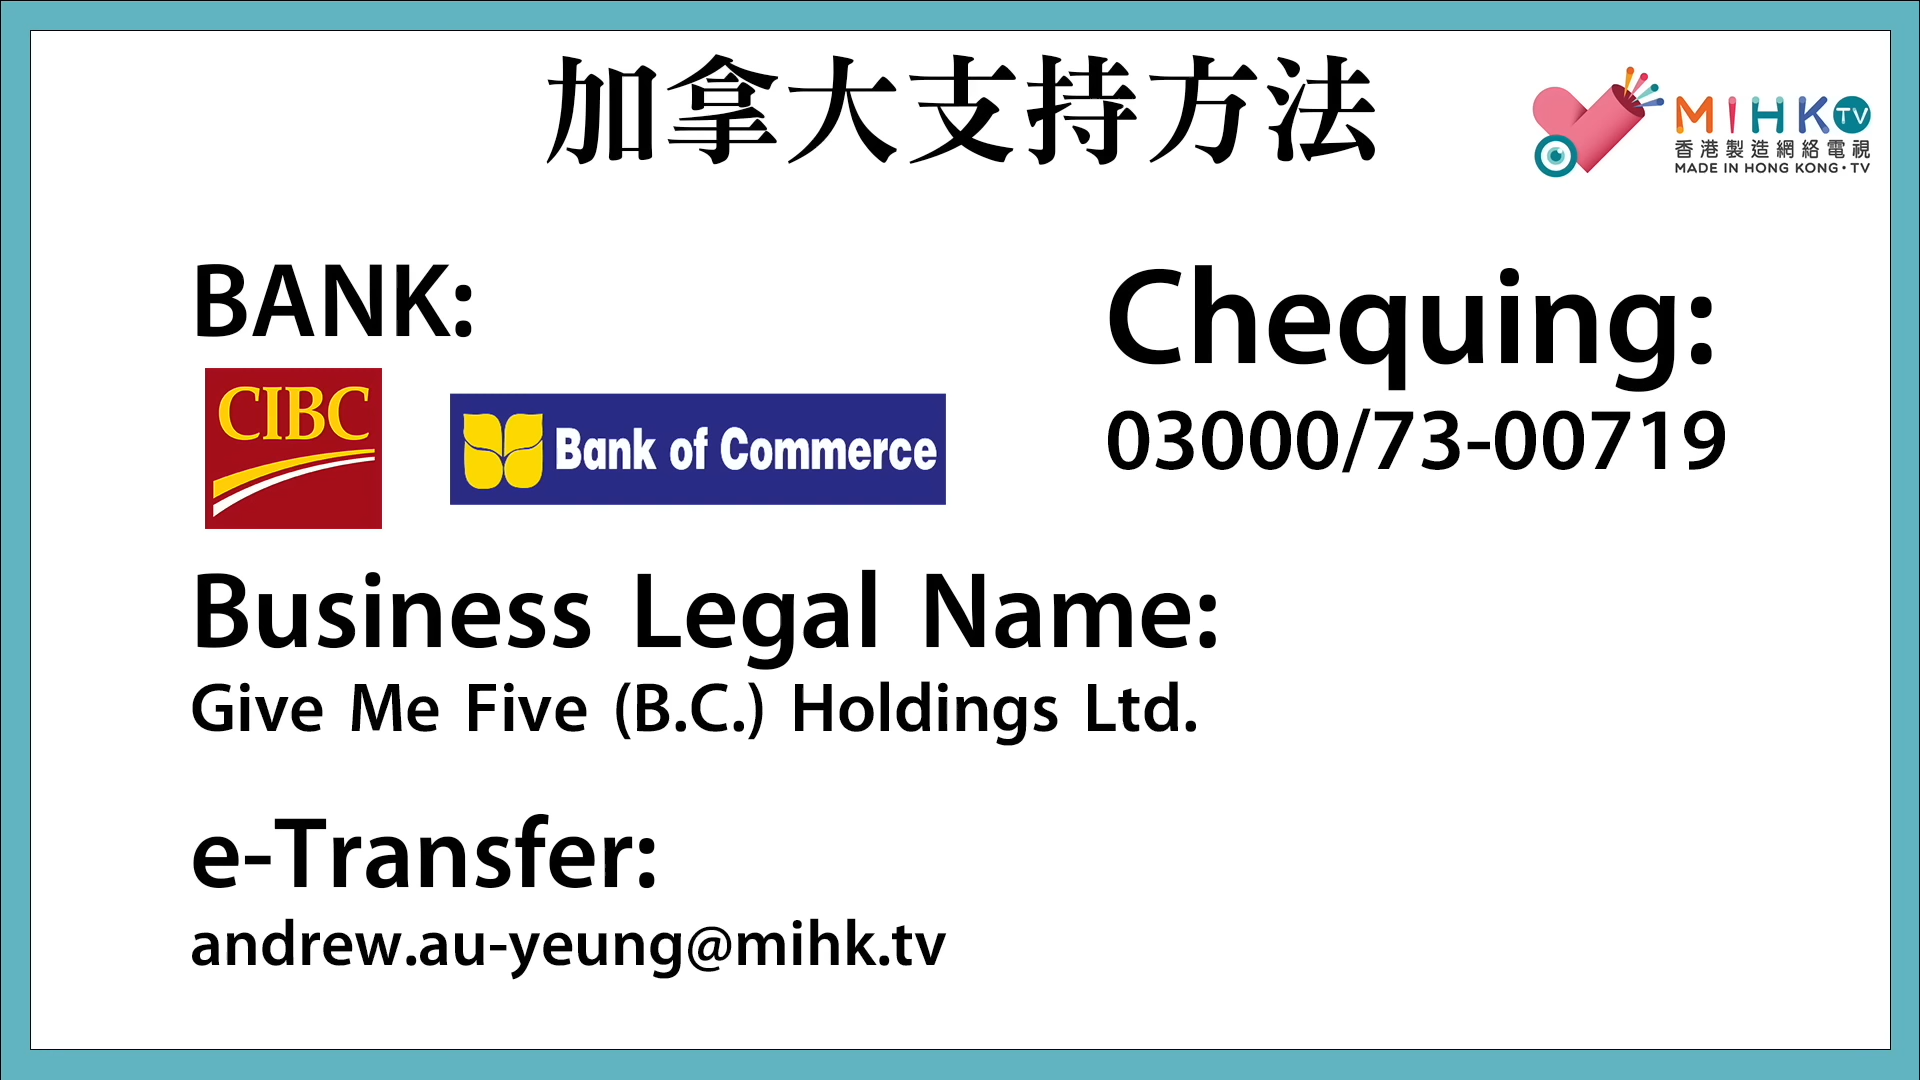 加拿大支持方法
MIHK TV
香港製造網絡電視
MADE IN HONG KONG • TV
BANK:
CIBC
Bank of Commerce
Chequing:
03000/73-00719
Business Legal Name:
Give Me Five (B.C.) Holdings Ltd.
e-Transfer:
andrew.au-yeung@mihk.tv